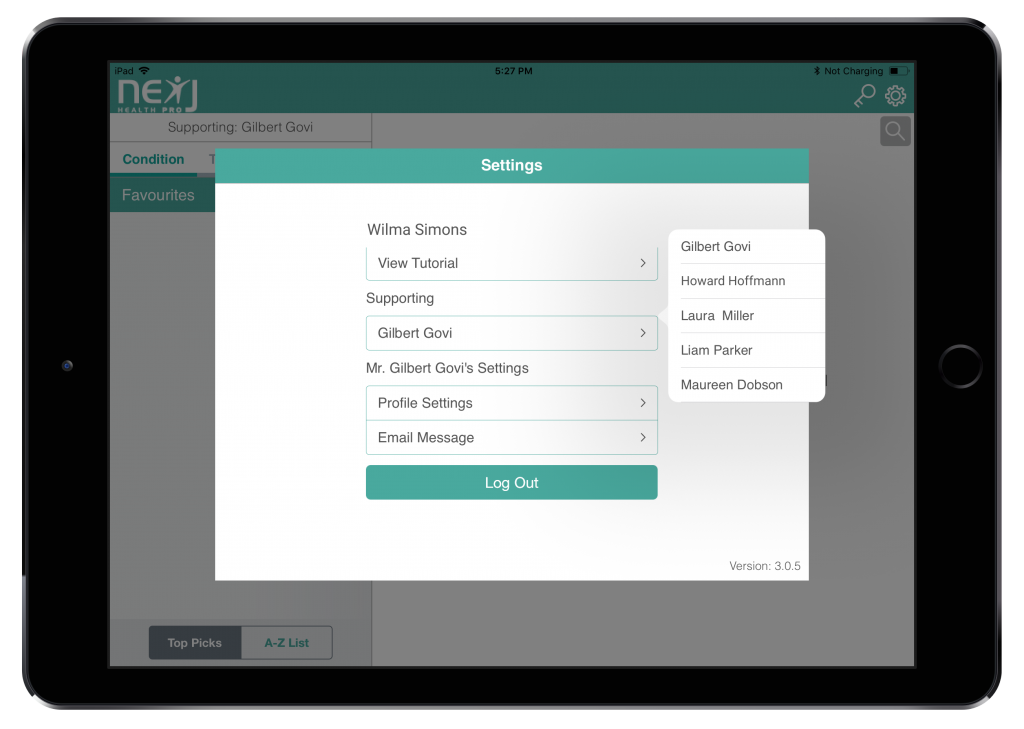 iPad 5:27 PM Not Charging
NEXJ
HEALTH PRO
Supporting: Gilbert Govi
Condition T
Favourites
Settings
Wilma Simons
View Tutorial
Supporting
Gilbert Govi
Mr. Gilbert Govi's Settings
Profile Settings
Email Message
Log Out
Gilbert Govi
Howard Hoffmann
Laura Miller
Liam Parker
Maureen Dobson
Version: 3.0.5
Top Picks A-Z List